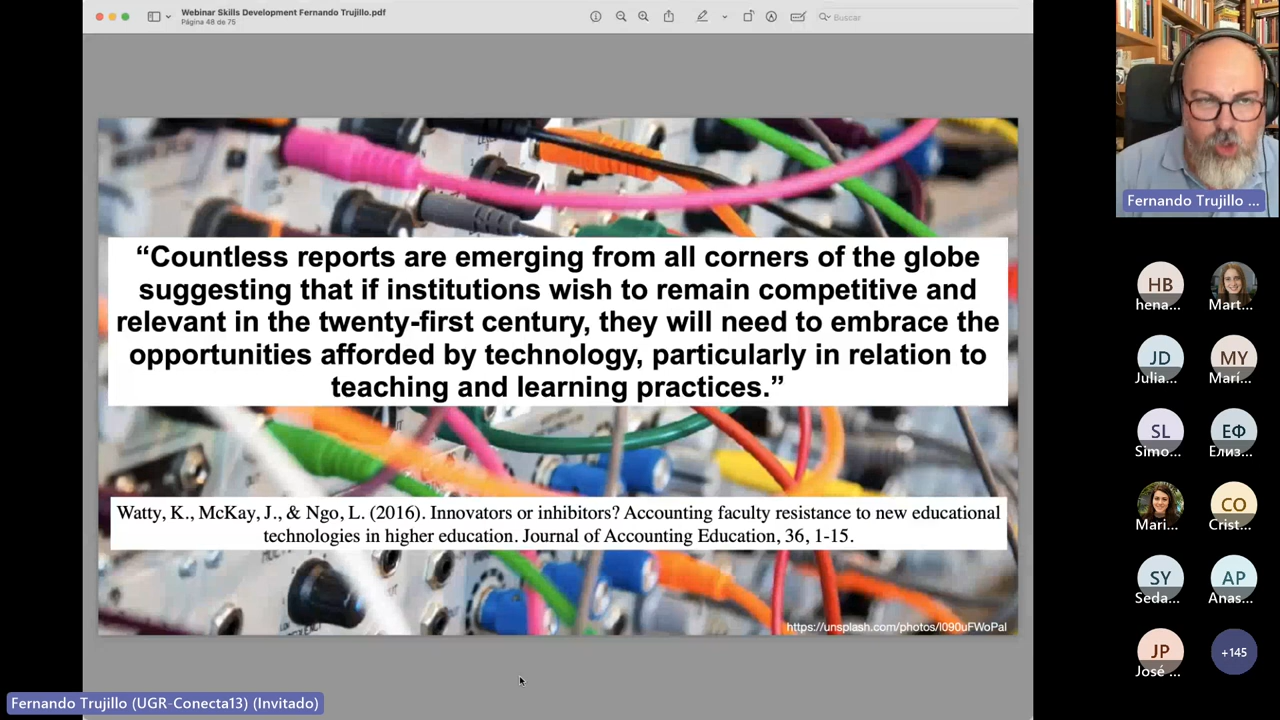 Webinar Skills Development Fernando Trujillo.pdf
Página 48 de 75
Buscar
“Countless reports are emerging from all corners of the globe
suggesting that if institutions wish to remain competitive and
relevant in the twenty-first century, they will need to embrace the
opportunities afforded by technology, particularly in relation to
teaching and learning practices.”
Watty, K., McKay, J., & Ngo, L. (2016). Innovators or inhibitors? Accounting faculty resistance to new educational
technologies in higher education. Journal of Accounting Education, 36, 1-15.
https://unsplash.com/photos/l090uFWoPaI
Fernando Trujillo (UGR-Conecta13) (Invitado)
Fernando Trujillo ...
HB
hena...
Mart...
JD
Julia...
MY
Marí...
SL
Simo...
ЕФ
Елиз...
Mari...
CO
Crist...
SY
Seda...
AP
Anas...
JP
José ...
+145